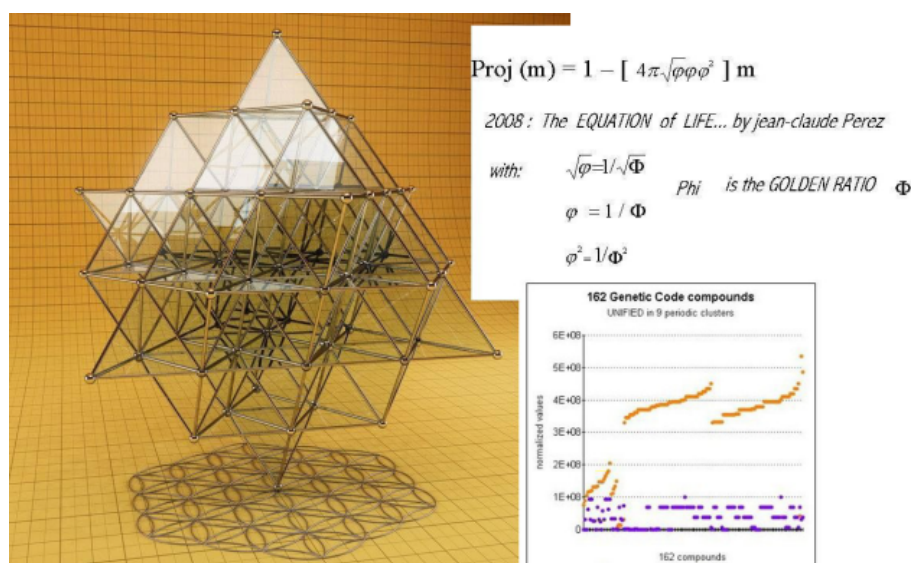 Proj (m) = 1 – [ 4π√φφφ² ] m
2008 : The EQUATION of LIFE... by jean-claude Perez
with:
√φ=1/√Φ
Phi is the GOLDEN RATIO Φ
φ = 1 / Φ
φ²=1/Φ²
162 Genetic Code compounds
UNIFIED in 9 periodic clusters
6E+08
5E+08
4E+08
3E+08
2E+08
1E+08
0
normalized values
162 compounds